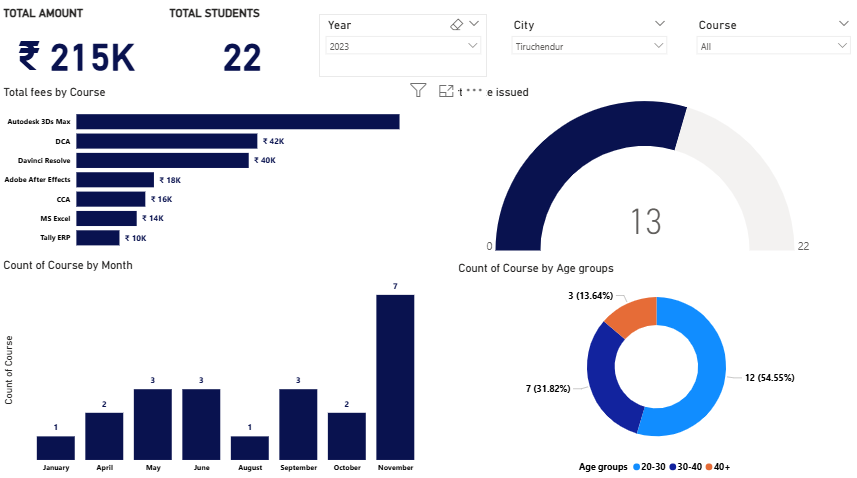 TOTAL AMOUNT
₹ 215K
TOTAL STUDENTS
22
Year
2023
City
Tiruchendur
Course
All
Total fees by Course
Autodesk 3Ds Max
DCA ₹ 42K
Davinci Resolve ₹ 40K
Adobe After Effects ₹ 18K
CCA ₹ 16K
MS Excel ₹ 14K
Tally ERP ₹ 10K
e issued
13
0
22
Count of Course by Month
Count of Course
1
2
3
3
1
3
2
7
January April May June August September October November
Count of Course by Age groups
3 (13.64%)
7 (31.82%)
12 (54.55%)
Age groups 20-30 30-40 40+